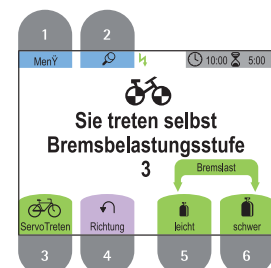 1 2
MenŸ 10:00 5:00
Sie treten selbst
Bremsbelastungsstufe
3
Bremslast
ServoTreten Richtung leicht schwer
3 4 5 6